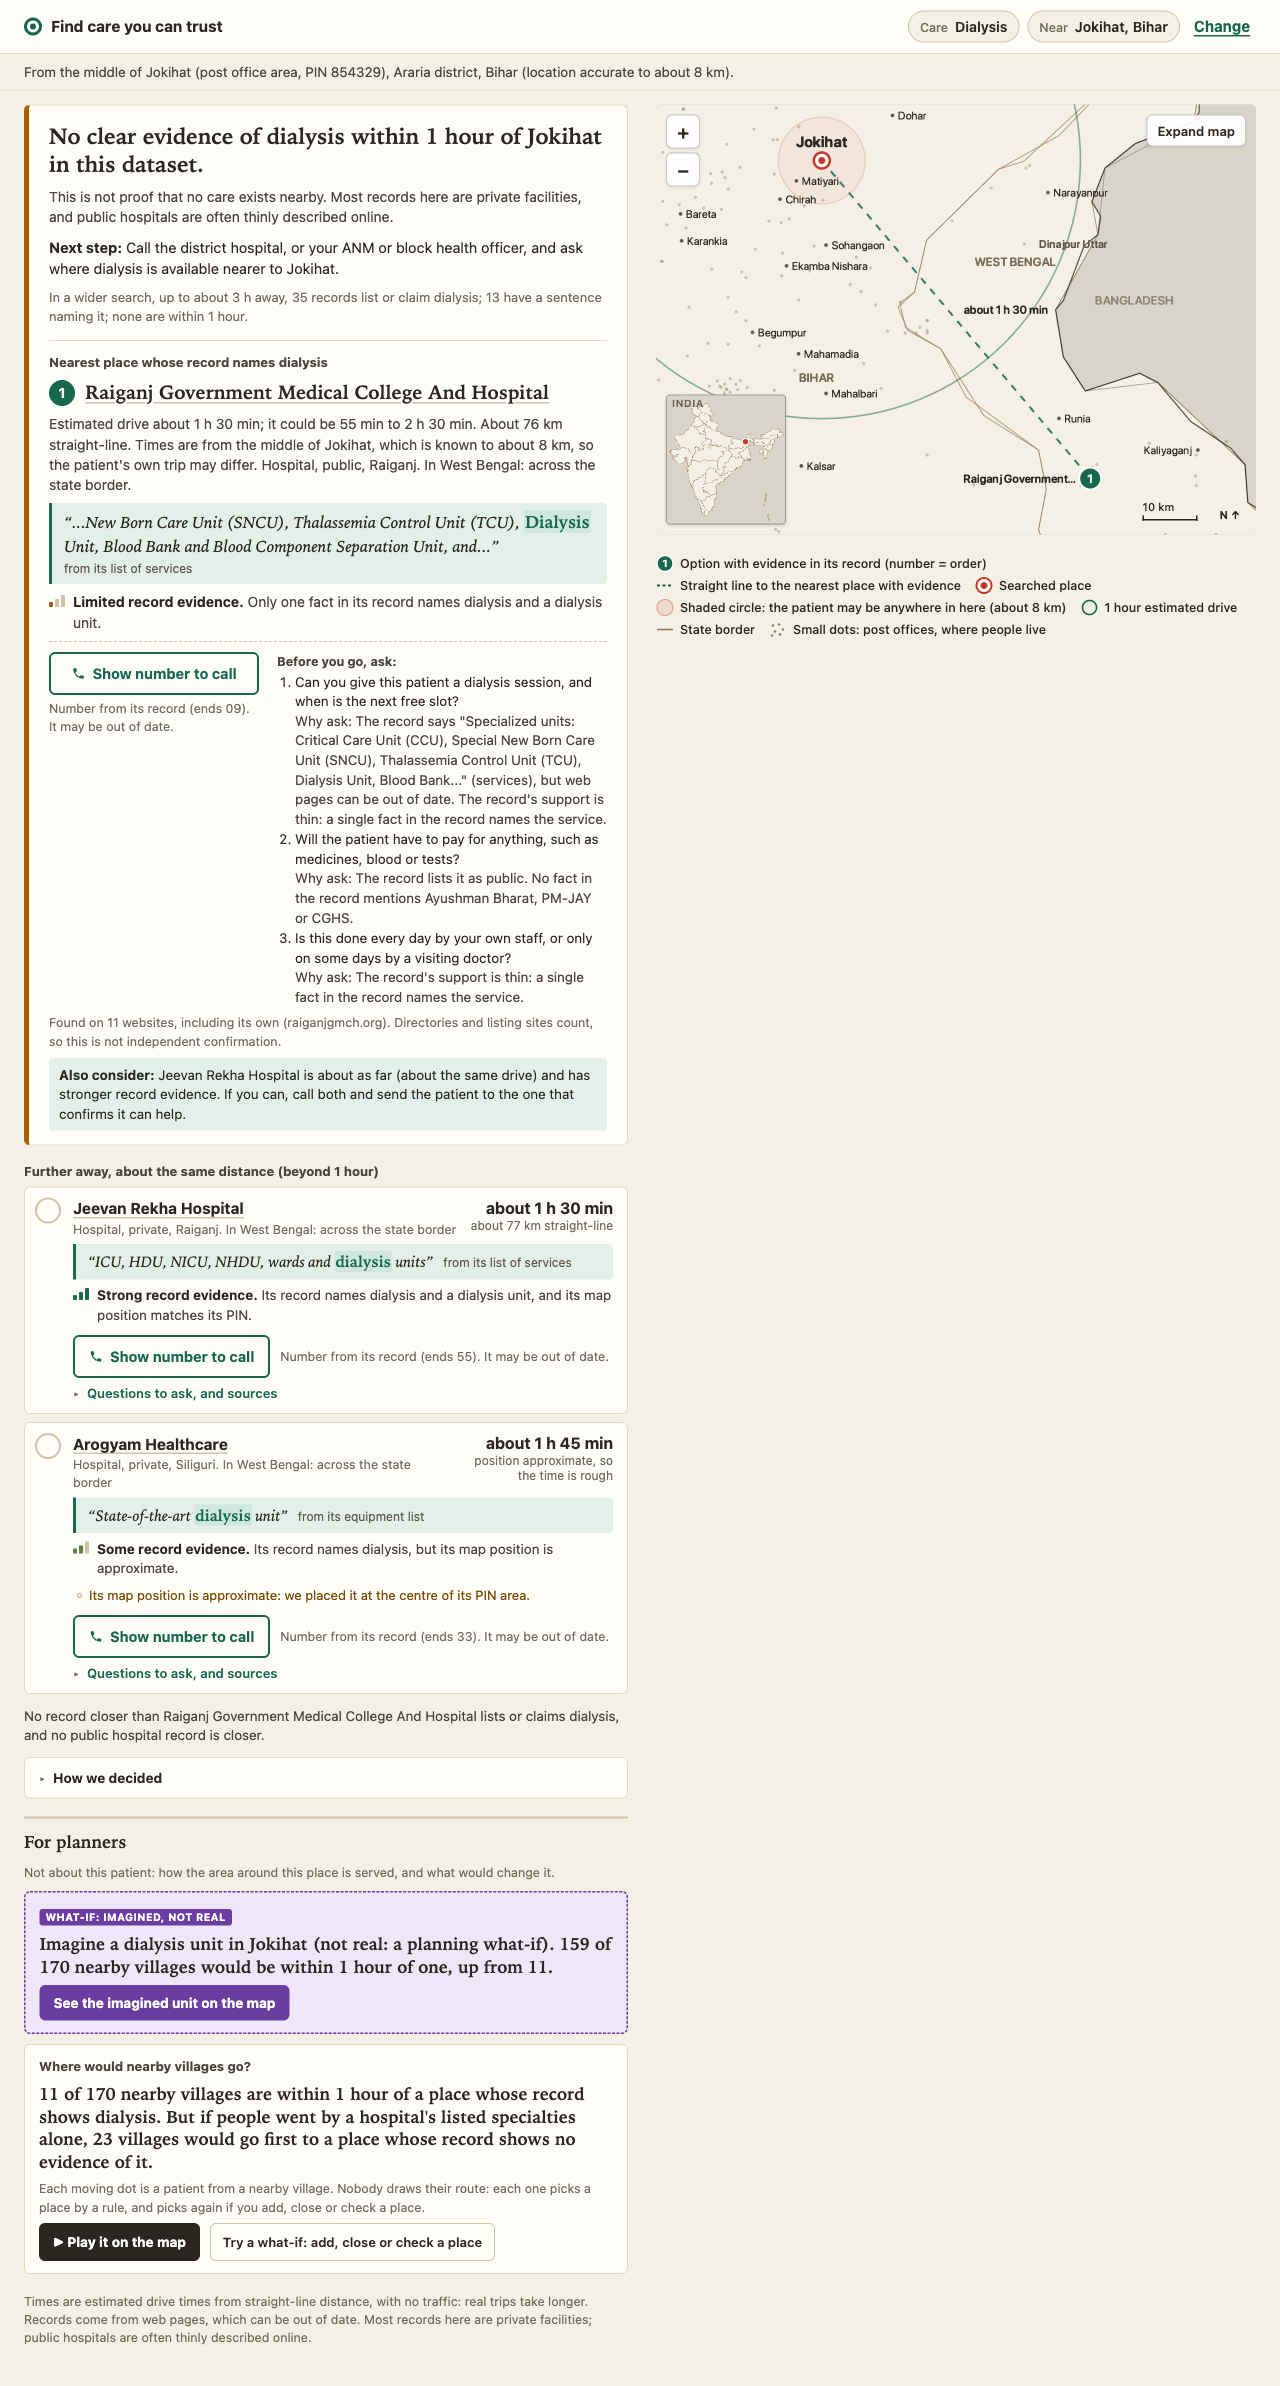 Find care you can trust
Care Dialysis
Near Jokihat, Bihar
Change
From the middle of Jokihat (post office area, PIN 854329), Araria district, Bihar (location accurate to about 8 km).
No clear evidence of dialysis within 1 hour of Jokihat
in this dataset.
This is not proof that no care exists nearby. Most records here are private facilities,
and public hospitals are often thinly described online.
Next step: Call the district hospital, or your ANM or block health officer, and ask
where dialysis is available nearer to Jokihat.
In a wider search, up to about 3 h away, 35 records list or claim dialysis; 13 have a sentence
naming it; none are within 1 hour.
Nearest place whose record names dialysis
1 Raiganj Government Medical College And Hospital
Estimated drive about 1 h 30 min; it could be 55 min to 2 h 30 min. About 76 km
straight-line. Times are from the middle of Jokihat, which is known to about 8 km, so
the patient's own trip may differ. Hospital, public, Raiganj. In West Bengal: across the
state border.
“…New Born Care Unit (SNCU), Thalassemia Control Unit (TCU), Dialysis
Unit, Blood Bank and Blood Component Separation Unit, and…”
from its list of services
Limited record evidence. Only one fact in its record names dialysis and a dialysis
unit.
Show number to call
Number from its record (ends 09).
It may be out of date.
Before you go, ask:
1. Can you give this patient a dialysis session, and
when is the next free slot?
Why ask: The record says "Specialized units:
Critical Care Unit (CCU), Special New Born Care
Unit (SNCU), Thalassemia Control Unit (TCU),
Dialysis Unit, Blood Bank..." (services), but web
pages can be out of date. The record's support is
thin: a single fact in the record names the service.
2. Will the patient have to pay for anything, such as
medicines, blood or tests?
Why ask: The record lists it as public. No fact in
the record mentions Ayushman Bharat, PM-JAY
or CGHS.
3. Is this done every day by your own staff, or only
on some days by a visiting doctor?
Why ask: The record's support is thin: a single
fact in the record names the service.
Found on 11 websites, including its own (raiganjgmch.org). Directories and listing sites count,
so this is not independent confirmation.
Also consider: Jeevan Rekha Hospital is about as far (about the same drive) and has
stronger record evidence. If you can, call both and send the patient to the one that
confirms it can help.
Further away, about the same distance (beyond 1 hour)
Jeevan Rekha Hospital
about 1 h 30 min
Hospital, private, Raiganj. In West Bengal: across the state border
about 77 km straight-line
“ICU, HDU, NICU, NHDU, wards and dialysis units” from its list of services
Strong record evidence. Its record names dialysis and a dialysis unit, and its map
position matches its PIN.
Show number to call
Number from its record (ends 55). It may be out of date.
Questions to ask, and sources
Arogyam Healthcare
about 1 h 45 min
Hospital, private, Siliguri. In West Bengal: across the state
border
position approximate, so
the time is rough
“State-of-the-art dialysis unit” from its equipment list
Some record evidence. Its record names dialysis, but its map position is
approximate.
Its map position is approximate: we placed it at the centre of its PIN area.
Show number to call
Number from its record (ends 33). It may be out of date.
Questions to ask, and sources
No record closer than Raiganj Government Medical College And Hospital lists or claims dialysis,
and no public hospital record is closer.
How we decided
For planners
Not about this patient: how the area around this place is served, and what would change it.
WHAT-IF: IMAGINED, NOT REAL
Imagine a dialysis unit in Jokihat (not real: a planning what-if). 159 of
170 nearby villages would be within 1 hour of one, up from 11.
See the imagined unit on the map
Where would nearby villages go?
11 of 170 nearby villages are within 1 hour of a place whose record
shows dialysis. But if people went by a hospital's listed specialties
alone, 23 villages would go first to a place whose record shows no
evidence of it.
Each moving dot is a patient from a nearby village. Nobody draws their route: each one picks a
place by a rule, and picks again if you add, close or check a place.
Play it on the map
Try a what-if: add, close or check a place
Times are estimated drive times from straight-line distance, with no traffic: real trips take longer.
Records come from web pages, which can be out of date. Most records here are private facilities;
public hospitals are often thinly described online.
+
−
Expand map
Dohar
Jokihat
Matiyari
Chirah
Narayanpur
Bareta
Karankia
Sohangaon
Dinajpur Uttar
WEST BENGAL
Ekamba Nishara
BANGLADESH
about 1 h 30 min
Begumpur
Mahamadia
BIHAR
Mahalbari
INDIA
Runia
Kaliyaganj
Kalsar
Raiganj Government… 1
10 km
N ↑
1 Option with evidence in its record (number = order)
Straight line to the nearest place with evidence
Searched place
Shaded circle: the patient may be anywhere in here (about 8 km)
1 hour estimated drive
State border
Small dots: post offices, where people live